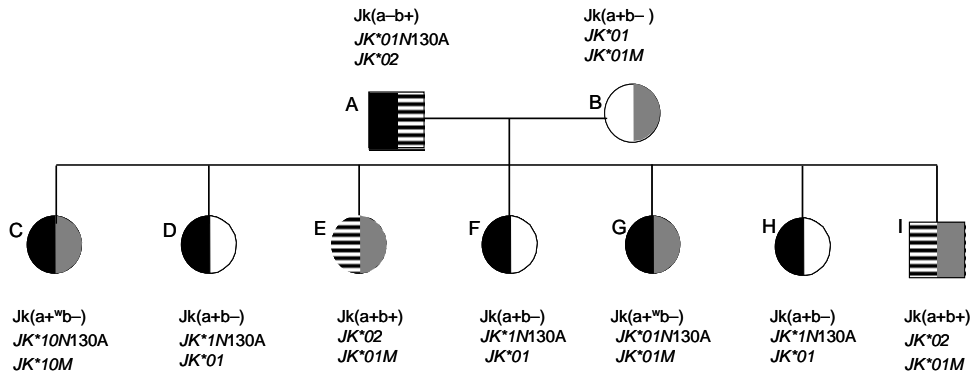 Jk(a–b+)
JK*01N130A
JK*02
Jk(a+b– )
JK*01
JK*01M
A
B
C
D
E
F
G
H
I
Jk(a+ʷb–)
JK*10N130A
JK*10M
Jk(a+b–)
JK*1N130A
JK*01
Jk(a+b+)
JK*02
JK*01M
Jk(a+b–)
JK*1N130A
JK*01
Jk(a+ʷb–)
JK*01N130A
JK*01M
Jk(a+b–)
JK*1N130A
JK*01
Jk(a+b+)
JK*02
JK*01M